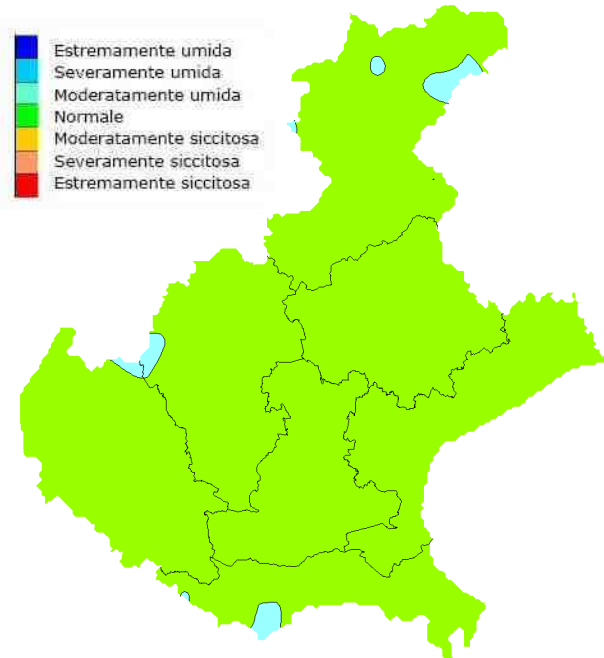 Estremamente umida
Severamente umida
Moderatamente umida
Normale
Moderatamente siccitosa
Severamente siccitosa
Estremamente siccitosa